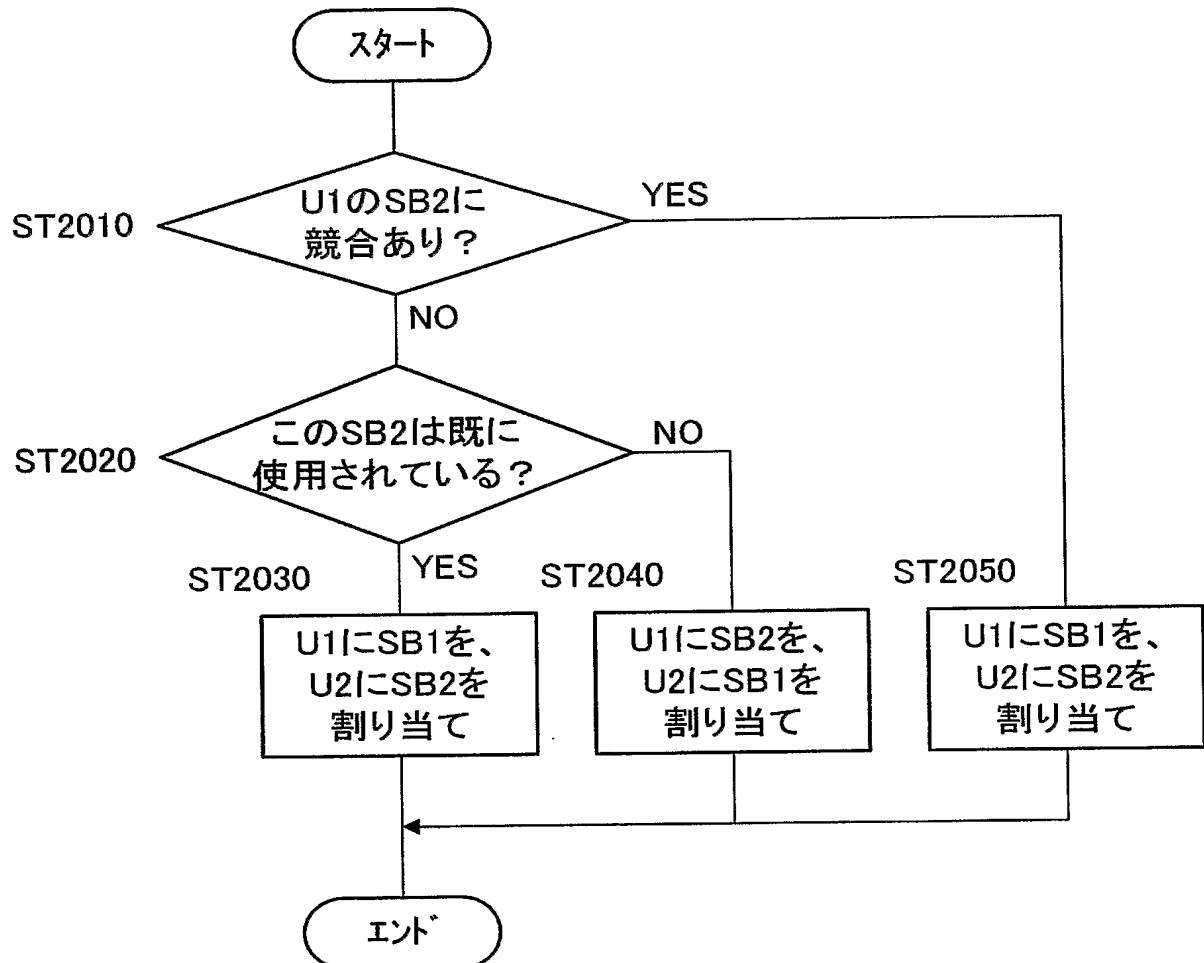 スタート
U1のSB2に
競合あり？
YES
ST2010
NO
このSB2は既に
使用されている？
NO
ST2020
YES
ST2030
U1にSB1を、
U2にSB2を
割り当て
ST2040
U1にSB2を、
U2にSB1を
割り当て
ST2050
U1にSB1を、
U2にSB2を
割り当て
エンド